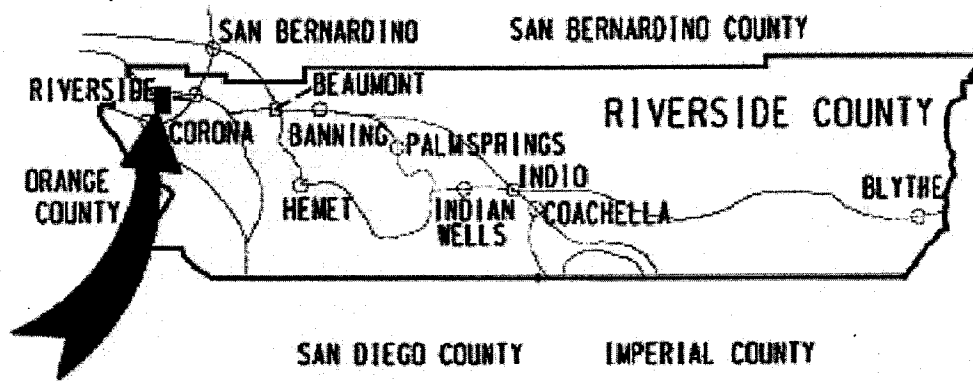 SAN BERNARDINO
SAN BERNARDINO COUNTY
RIVERSIDE
BEAUMONT
RIVERSIDE COUNTY
CORONA
BANNING
PALMSPRINGS
ORANGE
COUNTY
HEMET
INDIAN
WELLS
INDIO
COACHELLA
BLYTHE
SAN DIEGO COUNTY
IMPERIAL COUNTY